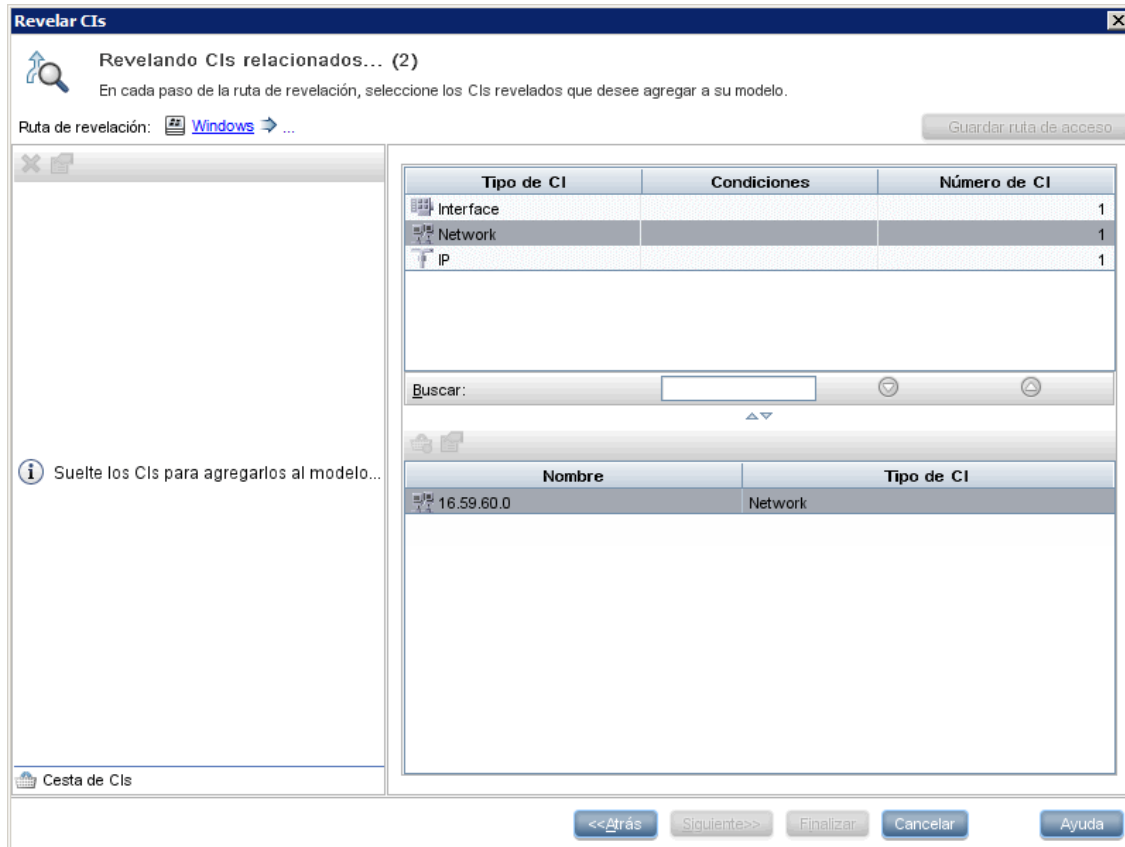 Revelar CIs
Revelando CIs relacionados... (2)
En cada paso de la ruta de revelación, seleccione los CIs revelados que desee agregar a su modelo.
Ruta de revelación: Windows ...
Guardar ruta de acceso
Tipo de CI Condiciones Número de CI
Interface 1
Network 1
IP 1
Buscar:
Suelte los CIs para agregarlos al modelo...
Nombre Tipo de CI
16.59.60.0 Network
Cesta de CIs
<<Atrás Siguiente>> Finalizar Cancelar Ayuda